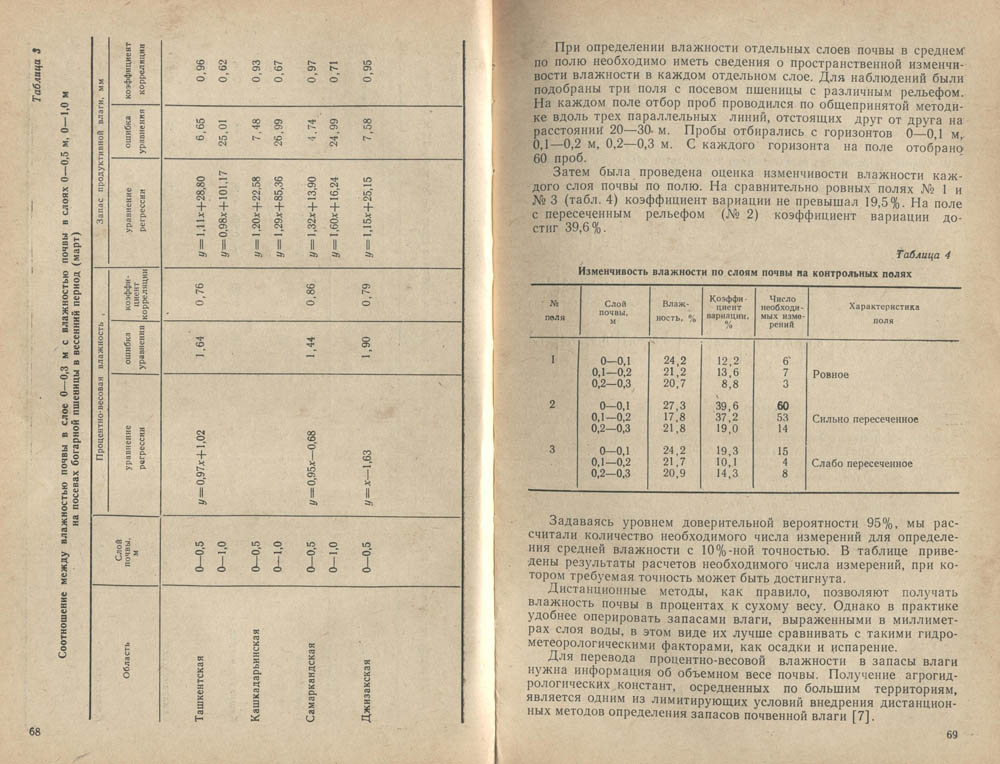 Таблица 3
Соотношение между влажностью почвы в слое 0—0,3 м с влажностью почвы в слоях 0—0,5 м, 0—1,0 м
на посевах богарной пшеницы в весенний период (март)
Область | Слой почвы, м | Процентно-весовая влажность | Запас продуктивной влаги, мм
уравнение регрессии | ошибка уравнения | коэффициент корреляции | уравнение регрессии | ошибка уравнения | коэффициент корреляции
Ташкентская | 0—0,5 | y=0,97x+1,02 | 1,64 | 0,76 | y=1,11x+28,80 | 6,65 | 0,96
0—1,0 | y=0,98x+101,17 | 25,01 | 0,62
Кашкадарьинская | 0—0,5 | y=1,20x+22,58 | 7,48 | 0,93
0—1,0 | y=1,29x+85,36 | 26,99 | 0,67
Самаркандская | 0—0,5 | y=0,95x—0,68 | 1,44 | 0,86 | y=1,32x+13,90 | 4,74 | 0,97
0—1,0 | y=1,60x+16,24 | 24,99 | 0,71
Джизакская | 0—0,5 | y=x—1,63 | 1,90 | 0,79 | y=1,15x+25,15 | 7,58 | 0,95
68
При определении влажности отдельных слоев почвы в среднем
по полю необходимо иметь сведения о пространственной изменчи-
вости влажности в каждом отдельном слое. Для наблюдений были
подобраны три поля с посевом пшеницы с различным рельефом.
На каждом поле отбор проб проводился по общепринятой методи-
ке вдоль трех параллельных линий, отстоящих друг от друга на
расстоянии 20—30 м. Пробы отбирались с горизонтов 0—0,1 м,
0,1—0,2 м, 0,2—0,3 м. С каждого горизонта на поле отобрано
60 проб.
Затем была проведена оценка изменчивости влажности каж-
дого слоя почвы по полю. На сравнительно ровных полях № 1 и
№ 3 (табл. 4) коэффициент вариации не превышал 19,5%. На поле
с пересеченным рельефом (№ 2) коэффициент вариации до-
стиг 39,6%.
Таблица 4
Изменчивость влажности по слоям почвы на контрольных полях
№ поля | Слой почвы, м | Влаж-ность, % | Коэффи-циент вариации, % | Число необходи-мых изме-рений | Характеристика поля
1 | 0—0,1 | 24,2 | 12,2 | 6
0,1—0,2 | 21,2 | 13,6 | 7 | Ровное
0,2—0,3 | 20,7 | 8,8 | 3
2 | 0—0,1 | 27,3 | 39,6 | 60
0,1—0,2 | 17,8 | 37,2 | 53 | Сильно пересеченное
0,2—0,3 | 21,8 | 19,0 | 14
3 | 0—0,1 | 24,2 | 19,3 | 15
0,1—0,2 | 21,7 | 10,1 | 4 | Слабо пересеченное
0,2—0,3 | 20,9 | 14,3 | 8
Задаваясь уровнем доверительной вероятности 95%, мы рас-
считали количество необходимого числа измерений для определе-
ния средней влажности с 10%-ной точностью. В таблице приве-
дены результаты расчетов необходимого числа измерений, при ко-
тором требуемая точность может быть достигнута.
Дистанционные методы, как правило, позволяют получать
влажность почвы в процентах к сухому весу. Однако в практике
удобнее оперировать запасами влаги, выраженными в миллимет-
рах слоя воды, в этом виде их лучше сравнивать с такими гидро-
метеорологическими факторами, как осадки и испарение.
Для перевода процентно-весовой влажности в запасы влаги
нужна информация об объемном весе почвы. Получение агрогид-
рологических констант, осредненных по большим территориям,
является одним из лимитирующих условий внедрения дистанцион-
ных методов определения запасов почвенной влаги [7].
69